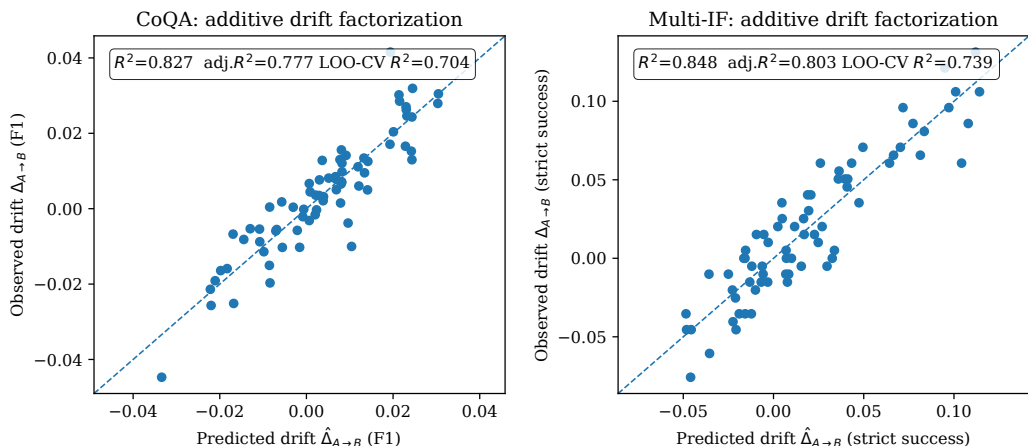 CoQA: additive drift factorization
R²=0.827 adj.R²=0.777 LOO-CV R²=0.704
Observed drift Δ_{A→B} (F1)
0.04
0.02
0.00
−0.02
−0.04
−0.04 −0.02 0.00 0.02 0.04
Predicted drift Δ̂_{A→B} (F1)
Multi-IF: additive drift factorization
R²=0.848 adj.R²=0.803 LOO-CV R²=0.739
Observed drift Δ_{A→B} (strict success)
0.10
0.05
0.00
−0.05
−0.05 0.00 0.05 0.10
Predicted drift Δ̂_{A→B} (strict success)